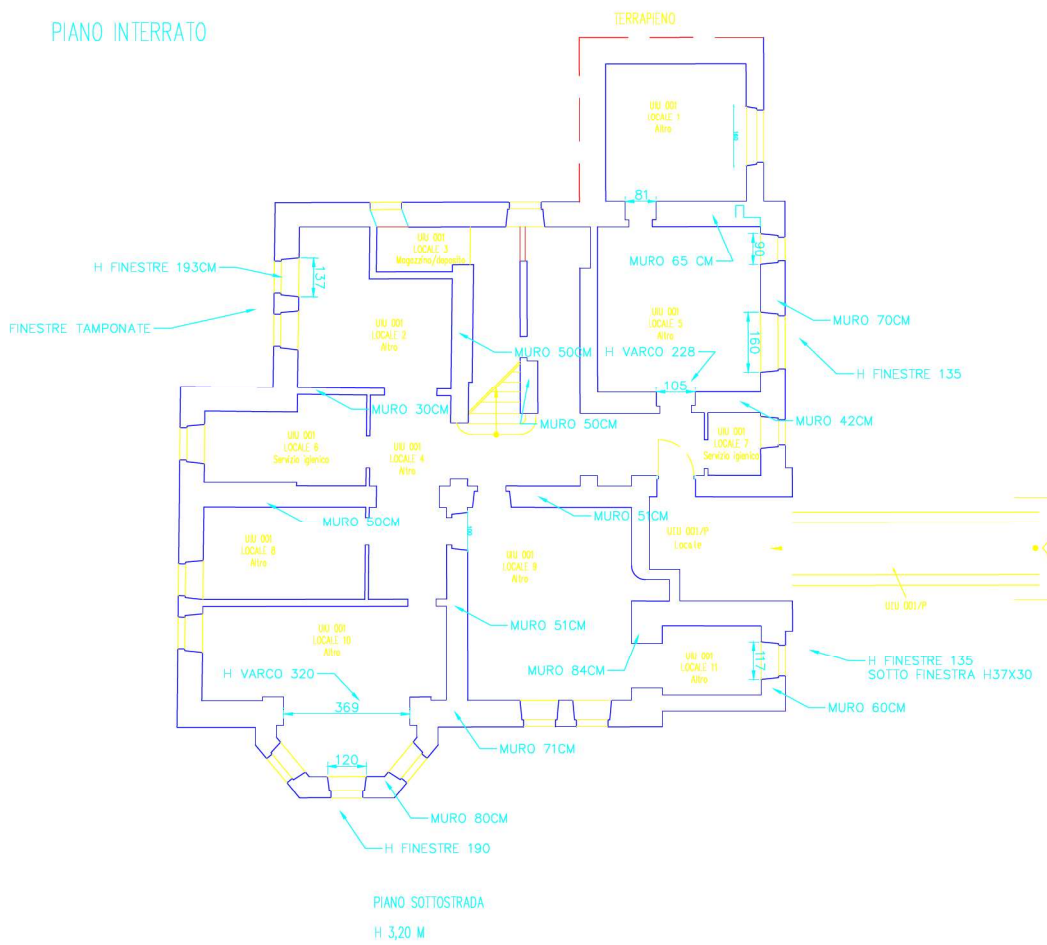 TERRAPIENO
PIANO INTERRATO
UIU 001
LOCALE 1
Altro
81
MURO 65 CM
90
UIU 001
LOCALE 3
Magazzino/deposito
H FINESTRE 193CM
137
FINESTRE TAMPONATE
UIU 001
LOCALE 2
Altro
UIU 001
LOCALE 5
Altro
MURO 70CM
MURO 50CM
H VARCO 228
160
H FINESTRE 135
105
MURO 30CM
MURO 50CM
MURO 42CM
UIU 001
LOCALE 6
Servizio igienico
UIU 001
LOCALE 4
Altro
UIU 001
LOCALE 7
Servizio igienico
MURO 50CM
MURO 51CM
UIU 001/P
UIU 001
LOCALE 8
Altro
UIU 001
LOCALE 9
Altro
UIU 001/P
MURO 51CM
UIU 001
LOCALE 10
Altro
MURO 84CM
UIU 001
LOCALE 11
Altro
117
H FINESTRE 135
SOTTO FINESTRA H37X30
H VARCO 320
369
MURO 60CM
MURO 71CM
120
MURO 80CM
H FINESTRE 190
PIANO SOTTOSTRADA
H 3,20 M